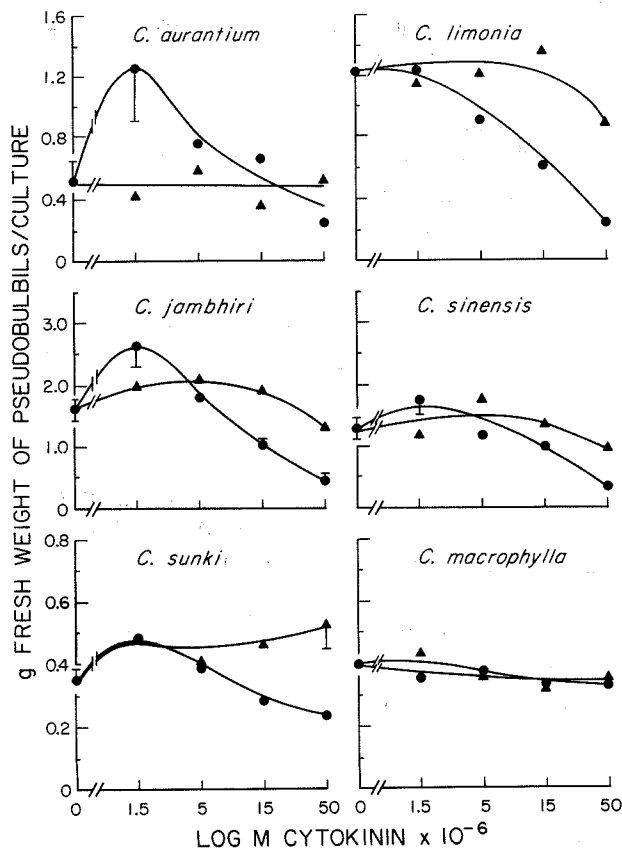 g FRESH WEIGHT OF PSEUDOBULBILS/CULTURE
C. aurantium
1.6
1.2
0.8
0.4
0
C. limonia
C. jambhiri
3.0
2.0
1.0
0
C. sinensis
C. sunki
0.8
0.6
0.4
0.2
0
C. macrophylla
0 1.5 5 15 50 0 1.5 5 15 50
LOG M CYTOKININ x 10⁻⁶